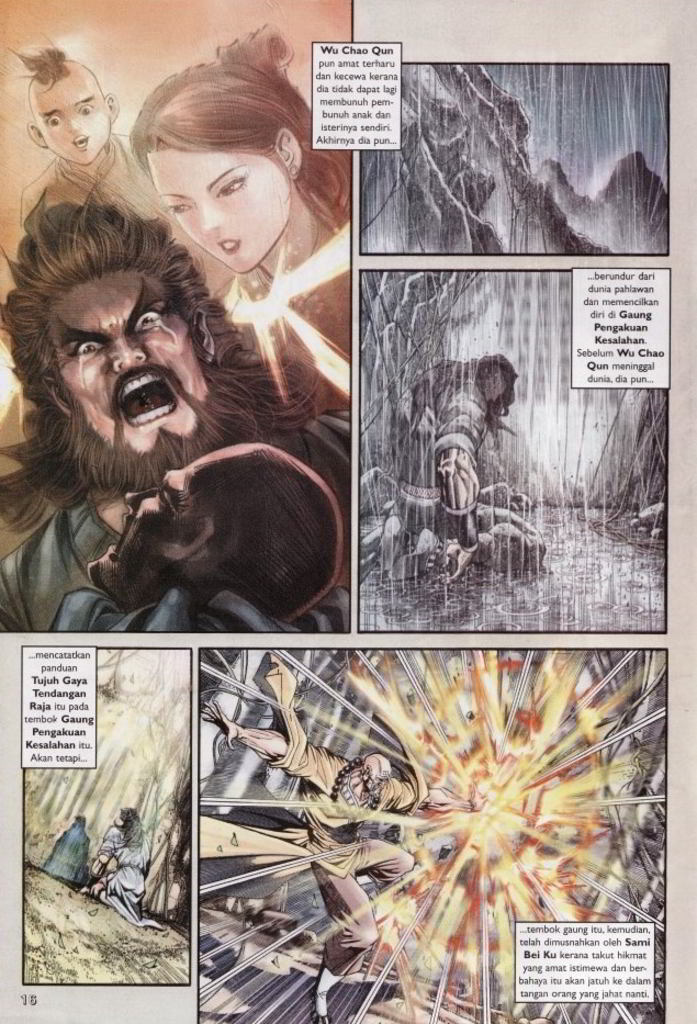 Wu Chao Qun
pun amat terharu
dan kecewa kerana
dia tidak dapat lagi
membunuh pem-
bunuh anak dan
isterinya sendiri.
Akhirnya dia pun...
...berundur dari
dunia pahlawan
dan memencilkan
diri di Gaung
Pengakuan
Kesalahan.
Sebelum Wu Chao
Qun meninggal
dunia, dia pun...
...mencatatkan
panduan
Tujuh Gaya
Tendangan
Raja itu pada
tembok Gaung
Pengakuan
Kesalahan itu.
Akan tetapi...
...tembok gaung itu, kemudian,
telah dimusnahkan oleh Sami
Bei Ku kerana takut hikmat
yang amat istimewa dan ber-
bahaya itu akan jatuh ke dalam
tangan orang yang jahat nanti.
16